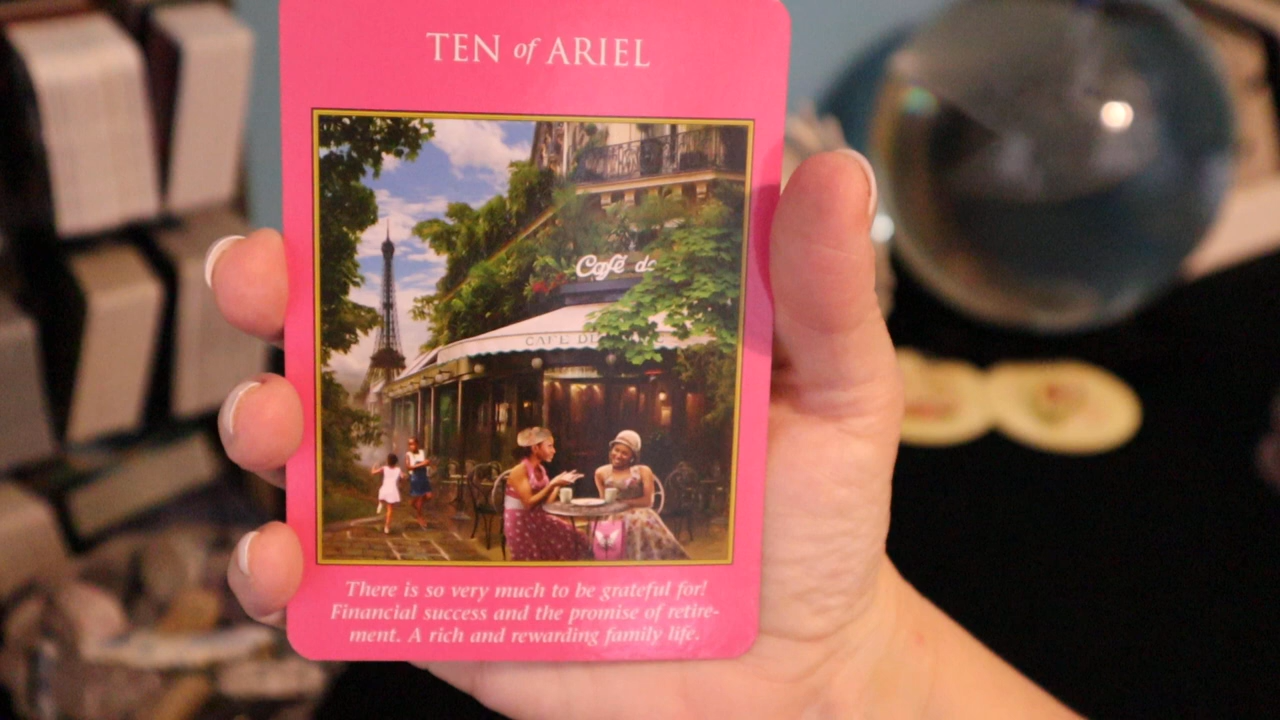 TEN of ARIEL
Café de
CAFE DE
There is so very much to be grateful for!
Financial success and the promise of retire-
ment. A rich and rewarding family life.